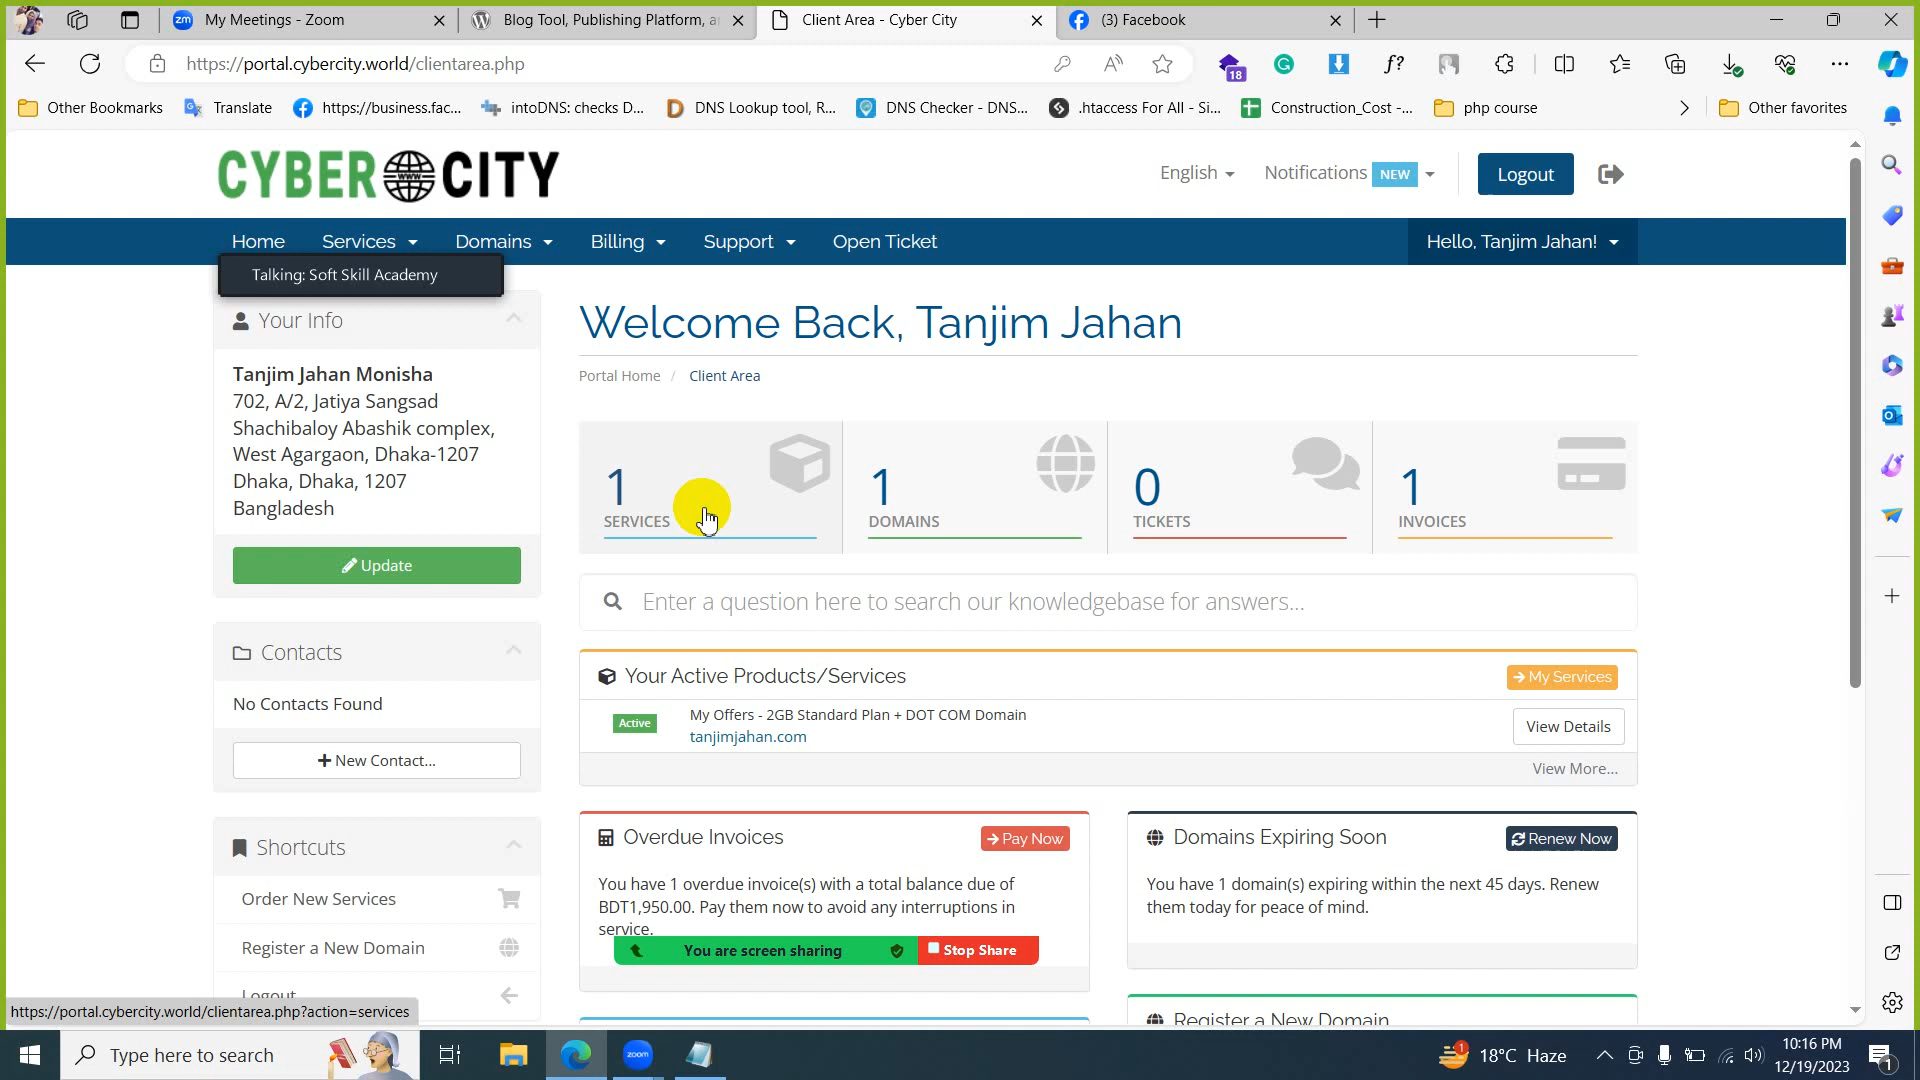 My Meetings - Zoom
Blog Tool, Publishing Platform, a
Client Area - Cyber City
(3) Facebook
https://portal.cybercity.world/clientarea.php
18
Other Bookmarks
Translate
https://business.fac...
intoDNS: checks D...
DNS Lookup tool, R...
DNS Checker - DNS...
.htaccess For All - Si...
Construction_Cost -...
php course
Other favorites
CYBER WWW CITY
English
Notifications NEW
Logout
Home
Services
Domains
Billing
Support
Open Ticket
Hello, Tanjim Jahan!
Talking: Soft Skill Academy
Your Info
Tanjim Jahan Monisha
702, A/2, Jatiya Sangsad
Shachibaloy Abashik complex,
West Agargaon, Dhaka-1207
Dhaka, Dhaka, 1207
Bangladesh
Update
Contacts
No Contacts Found
New Contact...
Shortcuts
Order New Services
Register a New Domain
Logout
Welcome Back, Tanjim Jahan
Portal Home / Client Area
1
SERVICES
1
DOMAINS
0
TICKETS
1
INVOICES
Enter a question here to search our knowledgebase for answers...
Your Active Products/Services
My Services
Active
My Offers - 2GB Standard Plan + DOT COM Domain
tanjimjahan.com
View Details
View More...
Overdue Invoices
Pay Now
You have 1 overdue invoice(s) with a total balance due of
BDT1,950.00. Pay them now to avoid any interruptions in
service.
Domains Expiring Soon
Renew Now
You have 1 domain(s) expiring within the next 45 days. Renew
them today for peace of mind.
You are screen sharing
Stop Share
Register a New Domain
https://portal.cybercity.world/clientarea.php?action=services
Type here to search
zoom
1
18°C Haze
10:16 PM
12/19/2023
1